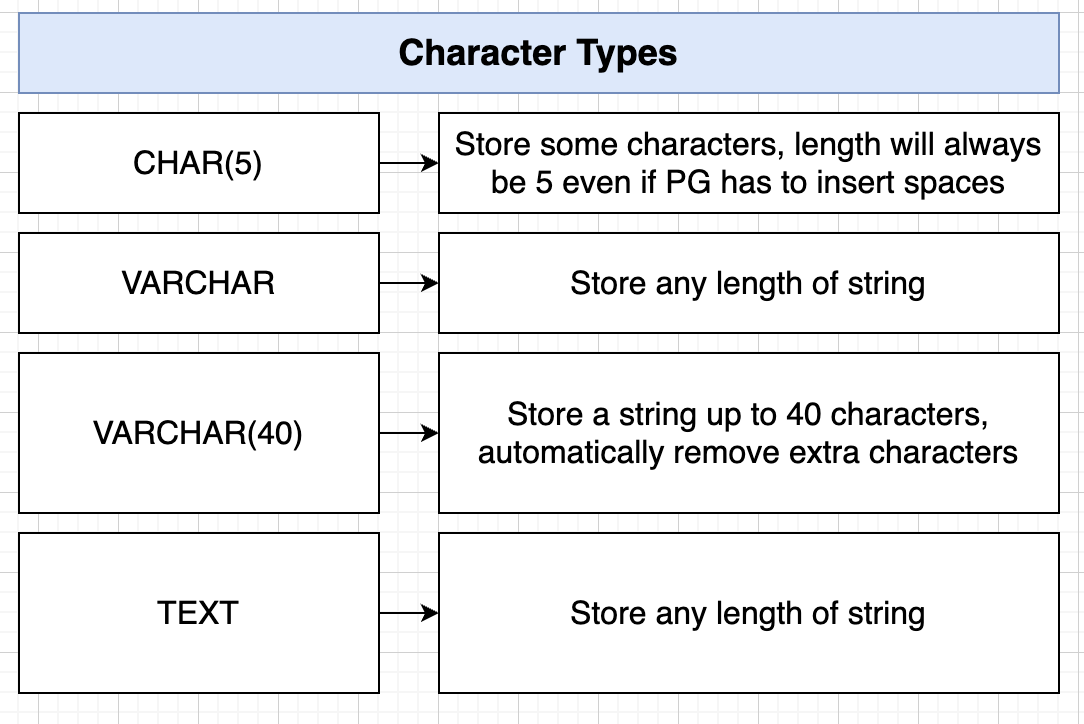 Character Types
CHAR(5)
Store some characters, length will always
be 5 even if PG has to insert spaces
VARCHAR
Store any length of string
VARCHAR(40)
Store a string up to 40 characters,
automatically remove extra characters
TEXT
Store any length of string